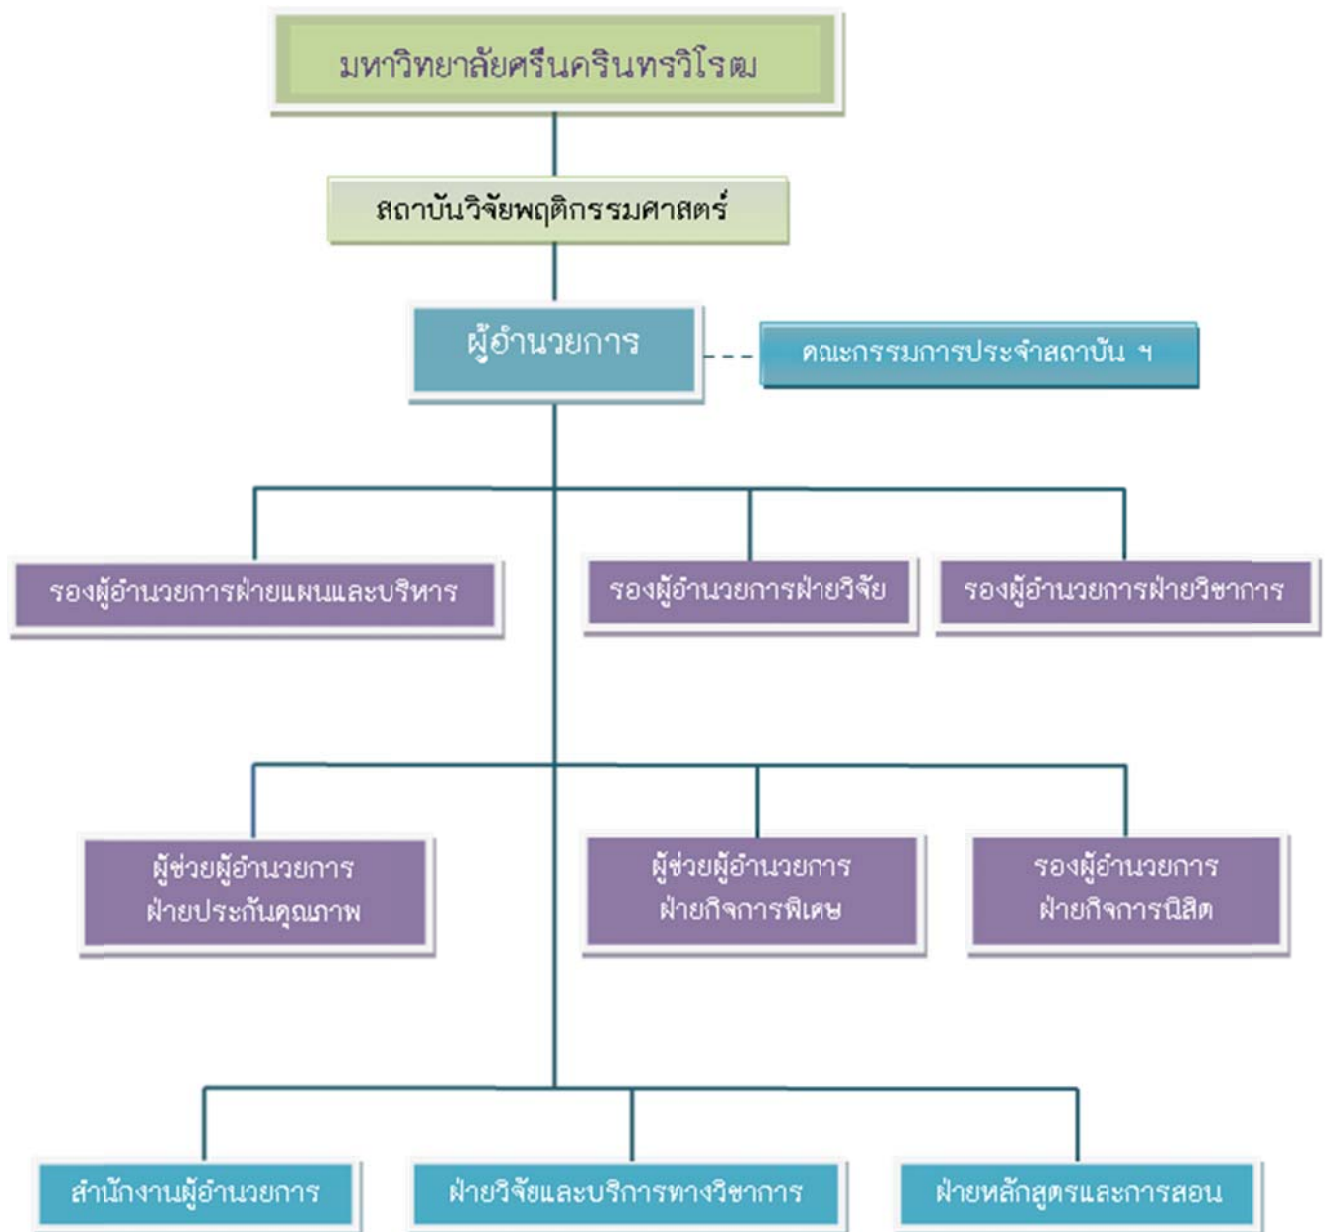 มหาวิทยาลัยศรีนครินทรวิโรฒ
สถาบันวิจัยพฤติกรรมศาสตร์
ผู้อำนวยการ
คณะกรรมการประจำสถาบัน ฯ
รองผู้อำนวยการฝ่ายแผนและบริหาร
รองผู้อำนวยการฝ่ายวิจัย
รองผู้อำนวยการฝ่ายวิชาการ
ผู้ช่วยผู้อำนวยการ
ฝ่ายประกันคุณภาพ
ผู้ช่วยผู้อำนวยการ
ฝ่ายกิจการพิเศษ
รองผู้อำนวยการ
ฝ่ายกิจการนิสิต
สำนักงานผู้อำนวยการ
ฝ่ายวิจัยและบริการทางวิชาการ
ฝ่ายหลักสูตรและการสอน